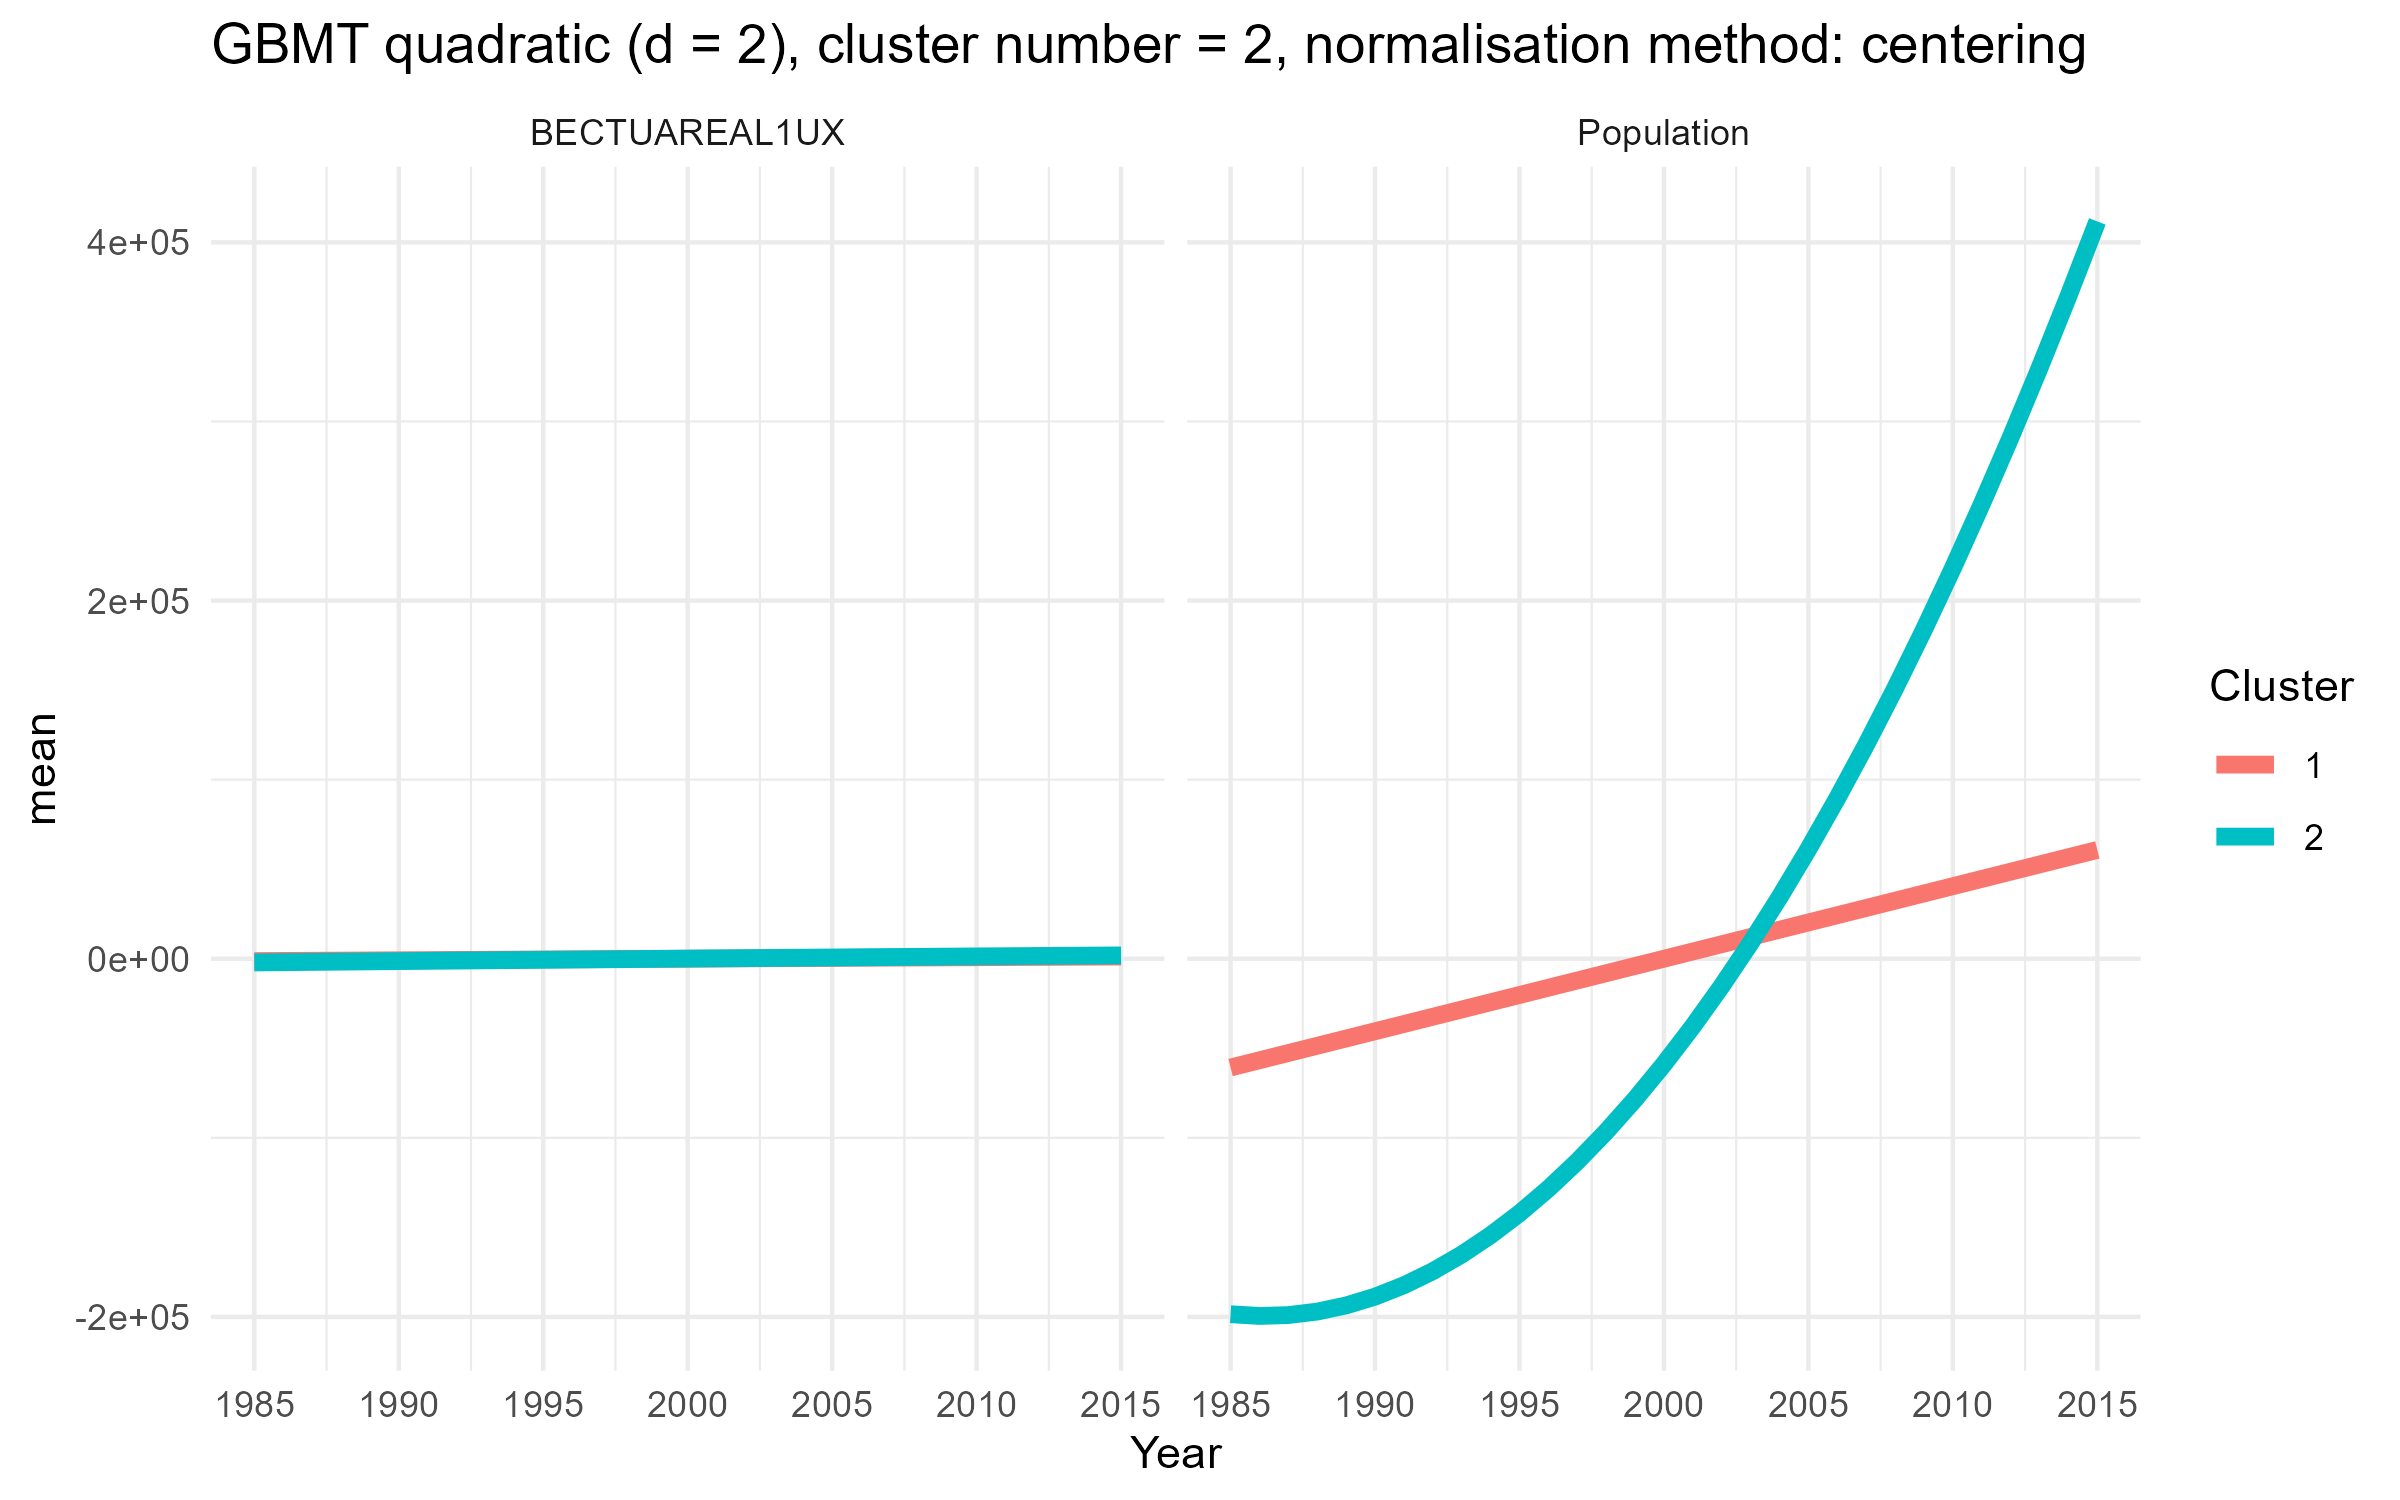 GBMT quadratic (d = 2), cluster number = 2, normalisation method: centering
BECTUAREAL1UX Population
4e+05
2e+05
0e+00
-2e+05
mean
1985 1990 1995 2000 2005 2010 2015 1985 1990 1995 2000 2005 2010 2015
Year
Cluster
1
2